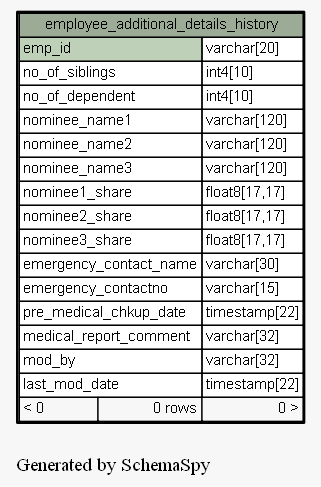 employee_additional_details_history
emp_id varchar[20]
no_of_siblings int4[10]
no_of_dependent int4[10]
nominee_name1 varchar[120]
nominee_name2 varchar[120]
nominee_name3 varchar[120]
nominee1_share float8[17,17]
nominee2_share float8[17,17]
nominee3_share float8[17,17]
emergency_contact_name varchar[30]
emergency_contactno varchar[15]
pre_medical_chkup_date timestamp[22]
medical_report_comment varchar[32]
mod_by varchar[32]
last_mod_date timestamp[22]
< 0 0 rows 0 >
Generated by SchemaSpy